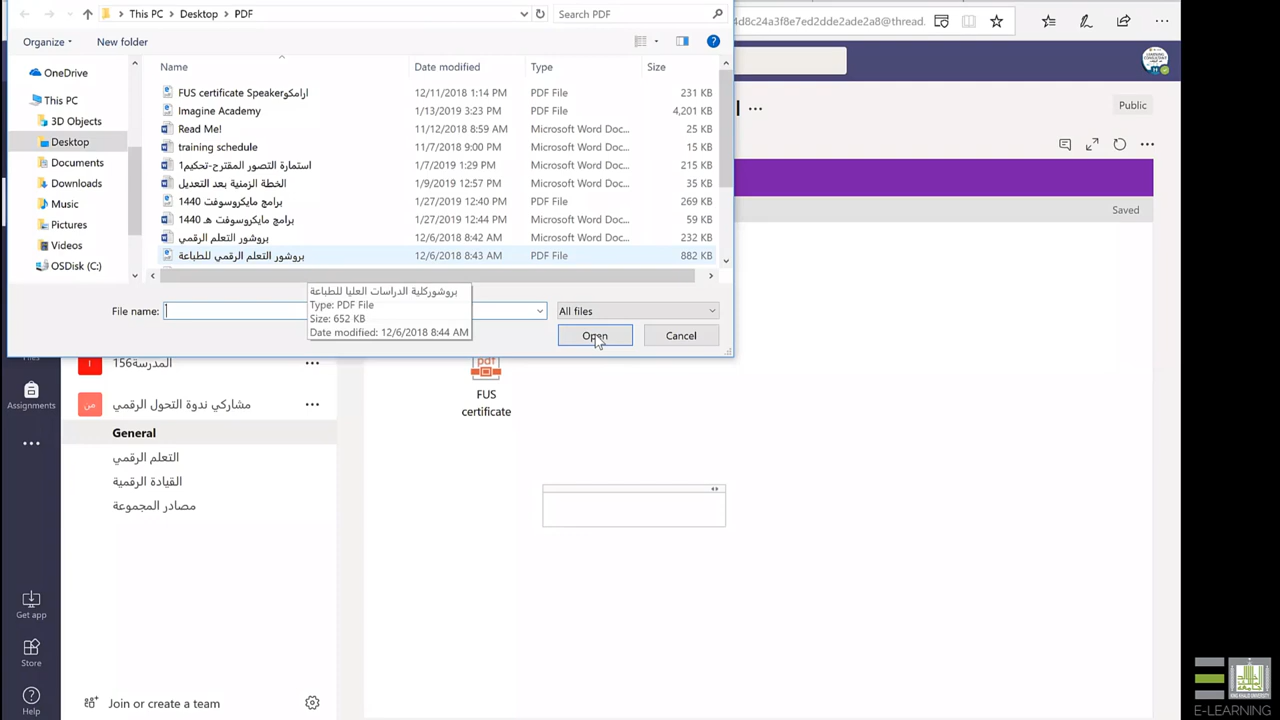 This PC > Desktop > PDF
Search PDF
4d8c24a3f8e7ed2dde2ade2a8@thread.
Organize
New folder
Name
Date modified
Type
Size
OneDrive
This PC
3D Objects
Desktop
Documents
Downloads
Music
Pictures
Videos
OSDisk (C:)
FUS certificate Speakerارامكو 12/11/2018 1:14 PM PDF File 231 KB
Imagine Academy 1/13/2019 3:23 PM PDF File 4,201 KB
Read Me! 11/12/2018 8:59 AM Microsoft Word Doc... 25 KB
training schedule 11/7/2018 9:00 PM Microsoft Word Doc... 15 KB
استمارة التصور المقترح-تحكيم1 1/7/2019 1:29 PM Microsoft Word Doc... 215 KB
الخطة الزمنية بعد التعديل 1/9/2019 12:57 PM Microsoft Word Doc... 35 KB
برامج مايكروسوفت 1440 1/27/2019 12:40 PM PDF File 269 KB
برامج مايكروسوفت هـ 1440 1/27/2019 12:44 PM Microsoft Word Doc... 59 KB
بروشور التعلم الرقمي 12/6/2018 8:42 AM Microsoft Word Doc... 232 KB
بروشور التعلم الرقمي للطباعة 12/6/2018 8:43 AM PDF File 882 KB
بروشوركلية الدراسات العليا للطباعة
Type: PDF File
Size: 652 KB
Date modified: 12/6/2018 8:44 AM
File name:
All files
Open
Cancel
Public
Saved
Files
المدرسة156
Assignments
من
مشاركي ندوة التحول الرقمي
General
التعلم الرقمي
القيادة الرقمية
مصادر المجموعة
pdf
FUS
certificate
Get app
Store
Help
Join or create a team
KING KHALID UNIVERSITY
E-LEARNING